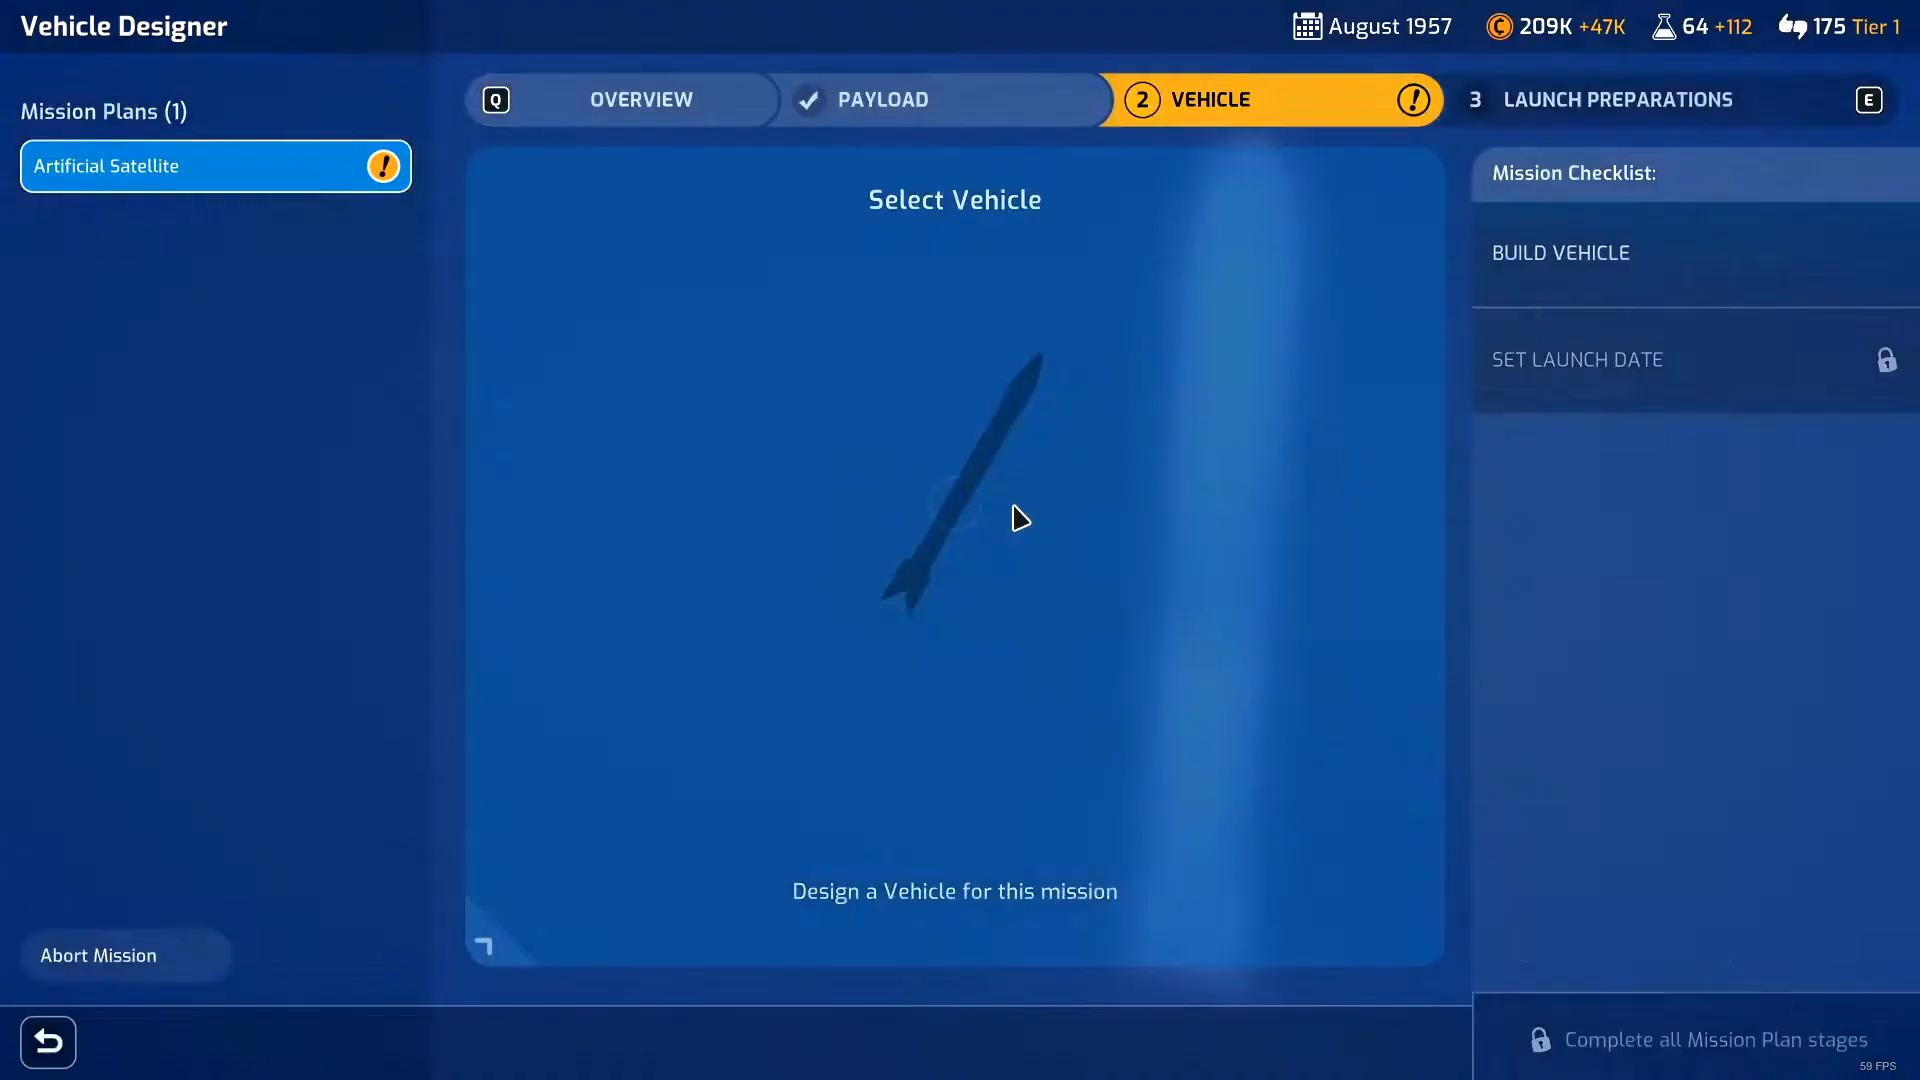 Vehicle Designer
August 1957
209K +47K
64 +112
175 Tier 1
Mission Plans (1)
Artificial Satellite
Q
OVERVIEW
PAYLOAD
2 VEHICLE
3 LAUNCH PREPARATIONS
E
Select Vehicle
Design a Vehicle for this mission
Mission Checklist:
BUILD VEHICLE
SET LAUNCH DATE
Abort Mission
Complete all Mission Plan stages
59 FPS